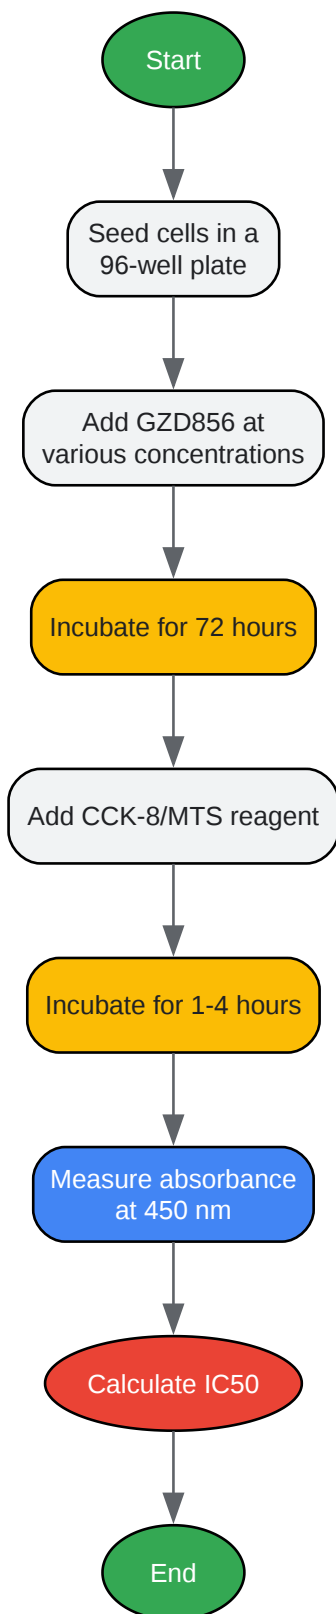 Start
Seed cells in a
96-well plate
Add GZD856 at
various concentrations
Incubate for 72 hours
Add CCK-8/MTS reagent
Incubate for 1-4 hours
Measure absorbance
at 450 nm
Calculate IC50
End